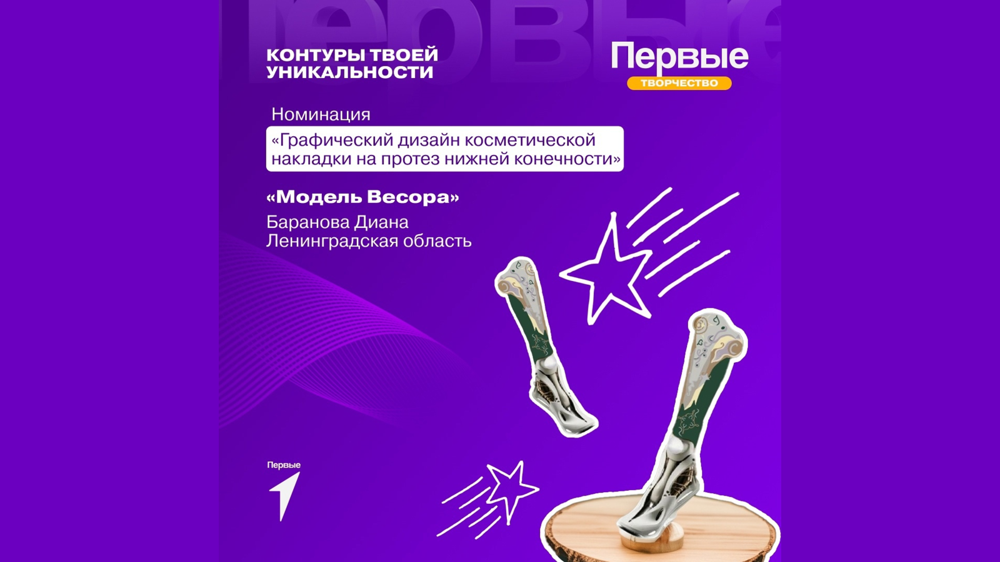 Первые
КОНТУРЫ ТВОЕЙ
УНИКАЛЬНОСТИ
Первые
ТВОРЧЕСТВО
Номинация
«Графический дизайн косметической
накладки на протез нижней конечности»
«Модель Весора»
Баранова Диана
Ленинградская область
Первые